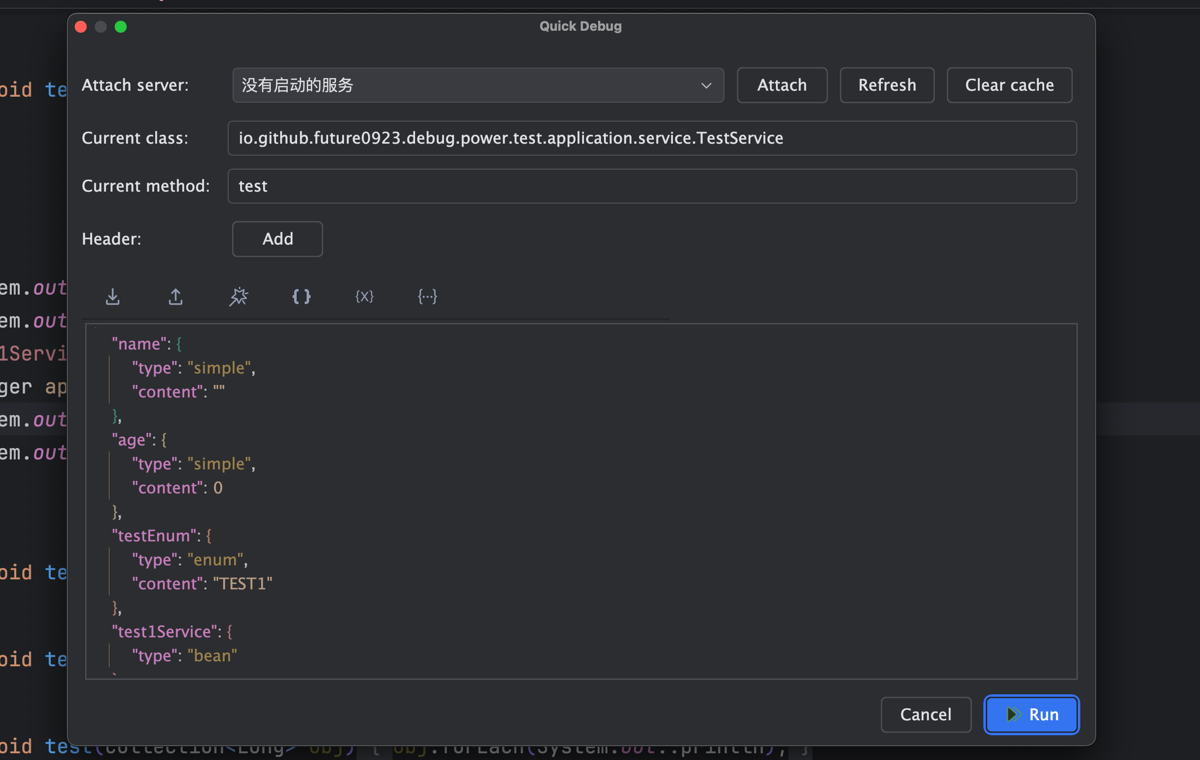 Quick Debug
Attach server: 没有启动的服务 Attach Refresh Clear cache
Current class: io.github.future0923.debug.power.test.application.service.TestService
Current method: test
Header: Add
{ } {X} {···}
"name": {
"type": "simple",
"content": ""
},
"age": {
"type": "simple",
"content": 0
},
"testEnum": {
"type": "enum",
"content": "TEST1"
},
"test1Service": {
"type": "bean"
Cancel Run
oid te
em.out
em.out
1Servi
ger ap
em.out
em.out
oid te
oid te
oid test(Collection<Long> obj) { obj.forEach(System.out::println); }